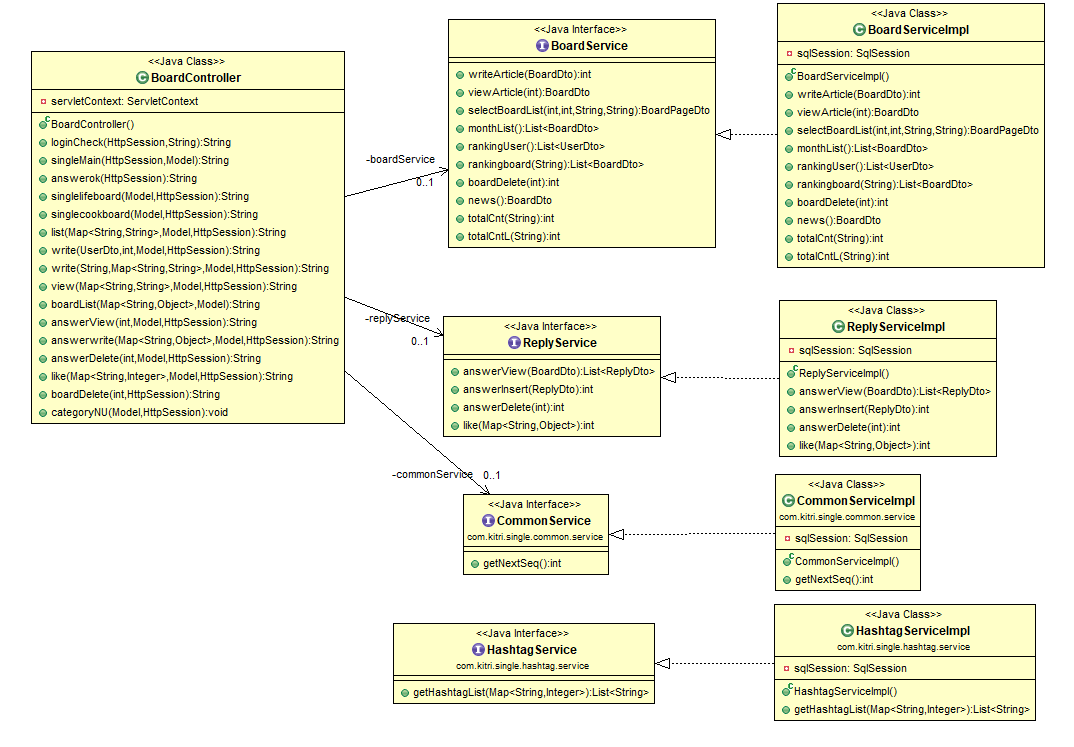 <<Java Class>>
BoardController
servletContext: ServletContext
BoardController()
loginCheck(HttpSession,String):String
singleMain(HttpSession,Model):String
answerok(HttpSession):String
singlelifeboard(Model,HttpSession):String
singlecookboard(Model,HttpSession):String
list(Map<String,String>,Model,HttpSession):String
write(UserDto,int,Model,HttpSession):String
write(String,Map<String,String>,Model,HttpSession):String
view(Map<String,String>,Model,HttpSession):String
boardList(Map<String,Object>,Model):String
answerView(int,Model,HttpSession):String
answerwrite(Map<String,Object>,Model,HttpSession):String
answerDelete(int,Model,HttpSession):String
like(Map<String,Integer>,Model,HttpSession):String
boardDelete(int,HttpSession):String
categoryNU(Model,HttpSession):void
-boardService
0..1
-replyService
0..1
-commonService
0..1
<<Java Interface>>
BoardService
writeArticle(BoardDto):int
viewArticle(int):BoardDto
selectBoardList(int,int,String,String):BoardPageDto
monthList():List<BoardDto>
rankingUser():List<UserDto>
rankingboard(String):List<BoardDto>
boardDelete(int):int
news():BoardDto
totalCnt(String):int
totalCntL(String):int
<<Java Class>>
BoardServiceImpl
sqlSession: SqlSession
BoardServiceImpl()
writeArticle(BoardDto):int
viewArticle(int):BoardDto
selectBoardList(int,int,String,String):BoardPageDto
monthList():List<BoardDto>
rankingUser():List<UserDto>
rankingboard(String):List<BoardDto>
boardDelete(int):int
news():BoardDto
totalCnt(String):int
totalCntL(String):int
<<Java Interface>>
ReplyService
answerView(BoardDto):List<ReplyDto>
answerInsert(ReplyDto):int
answerDelete(int):int
like(Map<String,Object>):int
<<Java Class>>
ReplyServiceImpl
sqlSession: SqlSession
ReplyServiceImpl()
answerView(BoardDto):List<ReplyDto>
answerInsert(ReplyDto):int
answerDelete(int):int
like(Map<String,Object>):int
<<Java Interface>>
CommonService
com.kitri.single.common.service
getNextSeq():int
<<Java Class>>
CommonServiceImpl
com.kitri.single.common.service
sqlSession: SqlSession
CommonServiceImpl()
getNextSeq():int
<<Java Interface>>
HashtagService
com.kitri.single.hashtag.service
getHashtagList(Map<String,Integer>):List<String>
<<Java Class>>
HashtagServiceImpl
com.kitri.single.hashtag.service
sqlSession: SqlSession
HashtagServiceImpl()
getHashtagList(Map<String,Integer>):List<String>